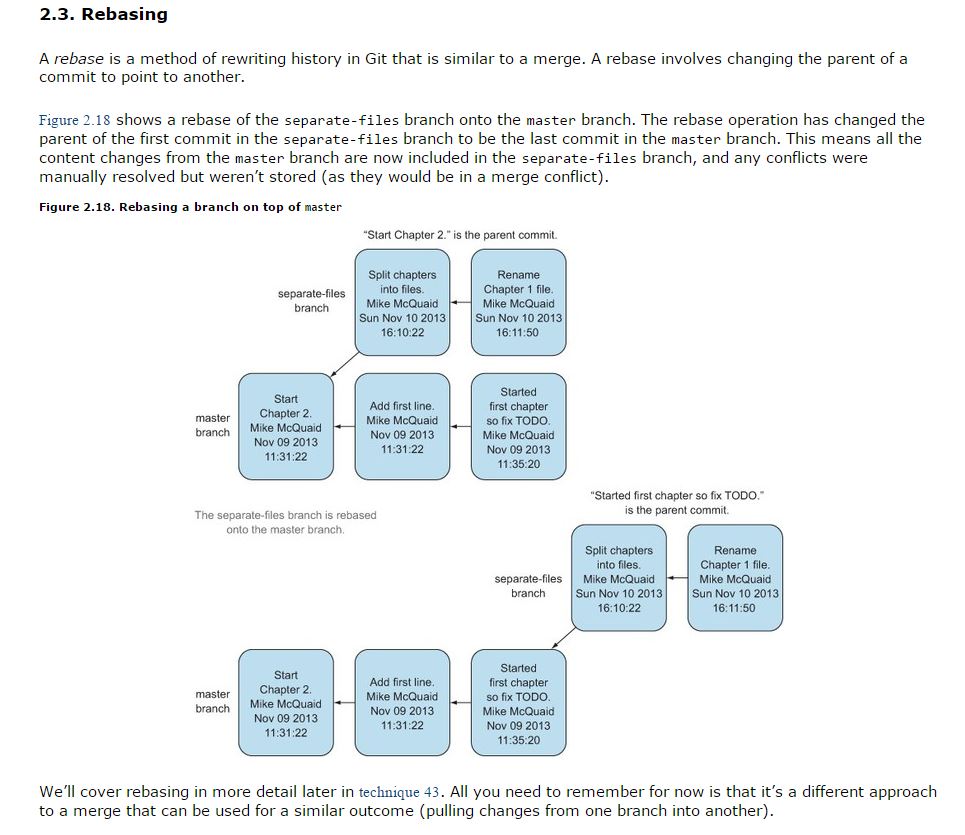 2.3. Rebasing
A rebase is a method of rewriting history in Git that is similar to a merge. A rebase involves changing the parent of a
commit to point to another.
Figure 2.18 shows a rebase of the separate-files branch onto the master branch. The rebase operation has changed the
parent of the first commit in the separate-files branch to be the last commit in the master branch. This means all the
content changes from the master branch are now included in the separate-files branch, and any conflicts were
manually resolved but weren't stored (as they would be in a merge conflict).
Figure 2.18. Rebasing a branch on top of master
"Start Chapter 2." is the parent commit.
separate-files
branch
Split chapters
into files.
Mike McQuaid
Sun Nov 10 2013
16:10:22
Rename
Chapter 1 file.
Mike McQuaid
Sun Nov 10 2013
16:11:50
master
branch
Start
Chapter 2.
Mike McQuaid
Nov 09 2013
11:31:22
Add first line.
Mike McQuaid
Nov 09 2013
11:31:22
Started
first chapter
so fix TODO.
Mike McQuaid
Nov 09 2013
11:35:20
The separate-files branch is rebased
onto the master branch.
"Started first chapter so fix TODO."
is the parent commit.
separate-files
branch
Split chapters
into files.
Mike McQuaid
Sun Nov 10 2013
16:10:22
Rename
Chapter 1 file.
Mike McQuaid
Sun Nov 10 2013
16:11:50
master
branch
Start
Chapter 2.
Mike McQuaid
Nov 09 2013
11:31:22
Add first line.
Mike McQuaid
Nov 09 2013
11:31:22
Started
first chapter
so fix TODO.
Mike McQuaid
Nov 09 2013
11:35:20
We'll cover rebasing in more detail later in technique 43. All you need to remember for now is that it's a different approach
to a merge that can be used for a similar outcome (pulling changes from one branch into another).